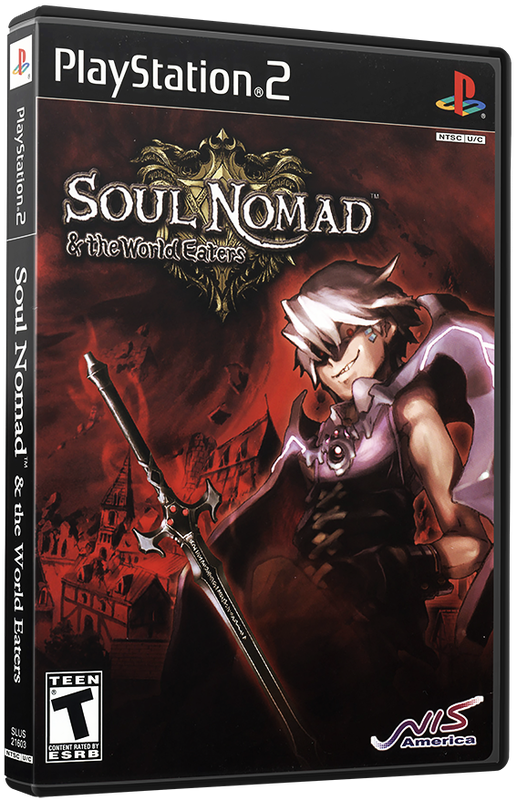 PlayStation®2
NTSC U/C
SOUL NOMAD™
& the World Eaters
TEEN
T
CONTENT RATED BY
ESRB
NIS
America
PlayStation®2
Soul Nomad™ & the World Eaters
SLUS
21603
NTSC U/C